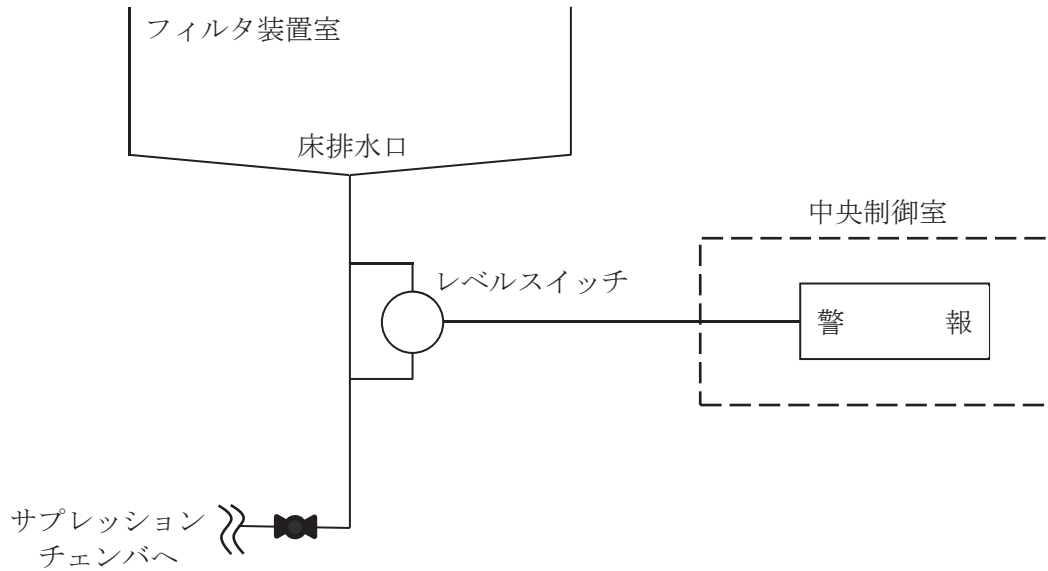 フィルタ装置室
床排水口
中央制御室
レベルスイッチ
警　　報
サプレッション
チェンバへ